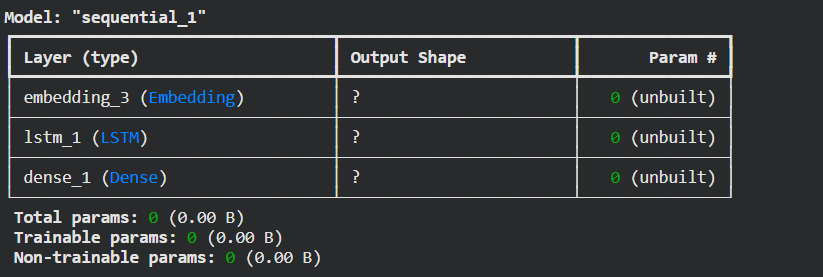 Model: "sequential_1"
Layer (type) Output Shape Param #
embedding_3 (Embedding) ? 0 (unbuilt)
lstm_1 (LSTM) ? 0 (unbuilt)
dense_1 (Dense) ? 0 (unbuilt)
Total params: 0 (0.00 B)
Trainable params: 0 (0.00 B)
Non-trainable params: 0 (0.00 B)